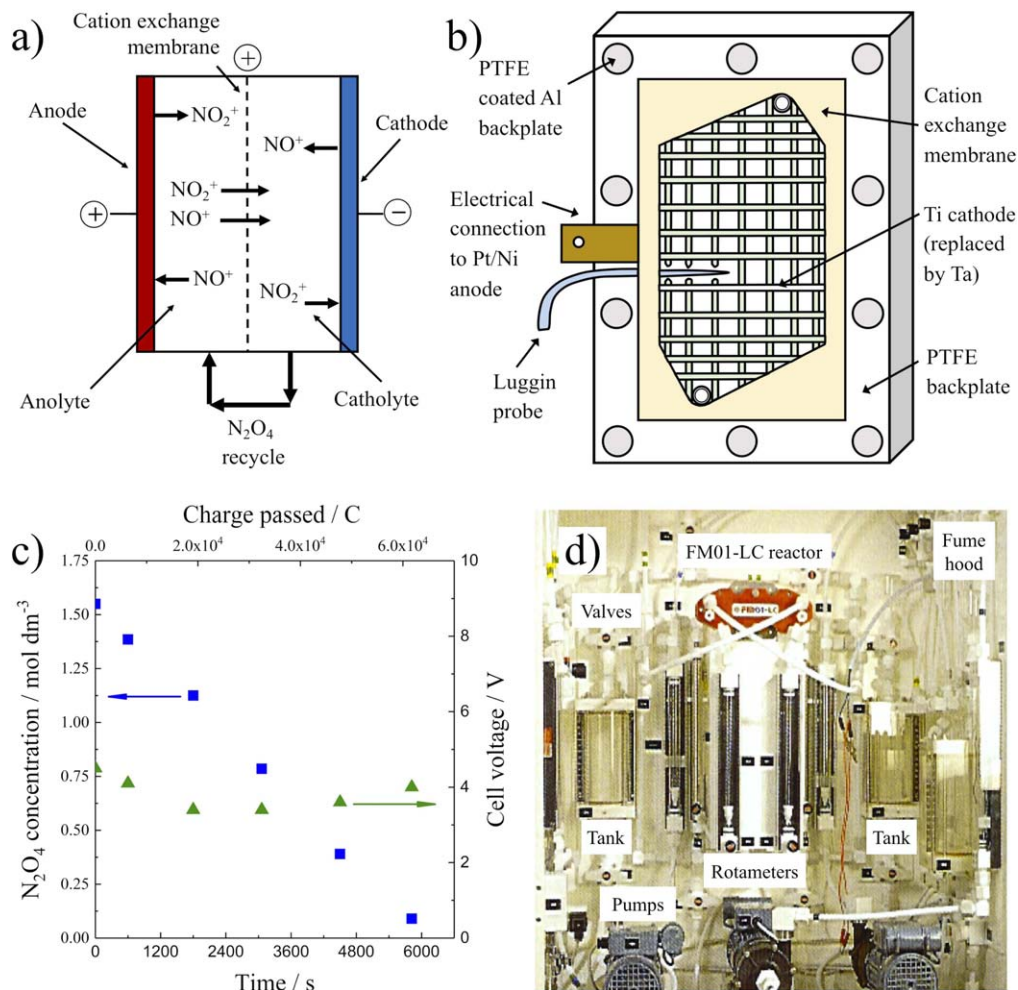 a)
Cation exchange
membrane
+
Anode
NO₂⁺
Cathode
NO⁺
NO₂⁺
NO⁺
+
−
NO⁺
NO₂⁺
Anolyte
Catholyte
N₂O₄
recycle
b)
PTFE
coated Al
backplate
Cation
exchange
membrane
Electrical
connection
to Pt/Ni
anode
Ti cathode
(replaced
by Ta)
Luggin
probe
PTFE
backplate
c)
Charge passed / C
0.0 2.0x10⁴ 4.0x10⁴ 6.0x10⁴
N₂O₄ concentration / mol dm⁻³
1.75
1.50
1.25
1.00
0.75
0.50
0.25
0.00
10
8
6
4
2
0
Cell voltage / V
0 1200 2400 3600 4800 6000
Time / s
d)
FM01-LC reactor
Fume
hood
Valves
FM01-LC
Tank
Tank
Rotameters
Pumps